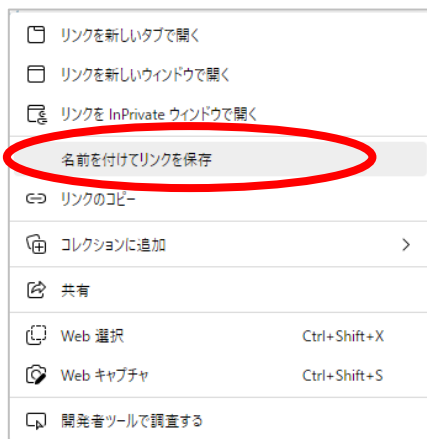 リンクを新しいタブで開く
リンクを新しいウィンドウで開く
リンクを InPrivate ウィンドウで開く
名前を付けてリンクを保存
リンクのコピー
コレクションに追加
共有
Web 選択 Ctrl+Shift+X
Web キャプチャ Ctrl+Shift+S
開発者ツールで調査する